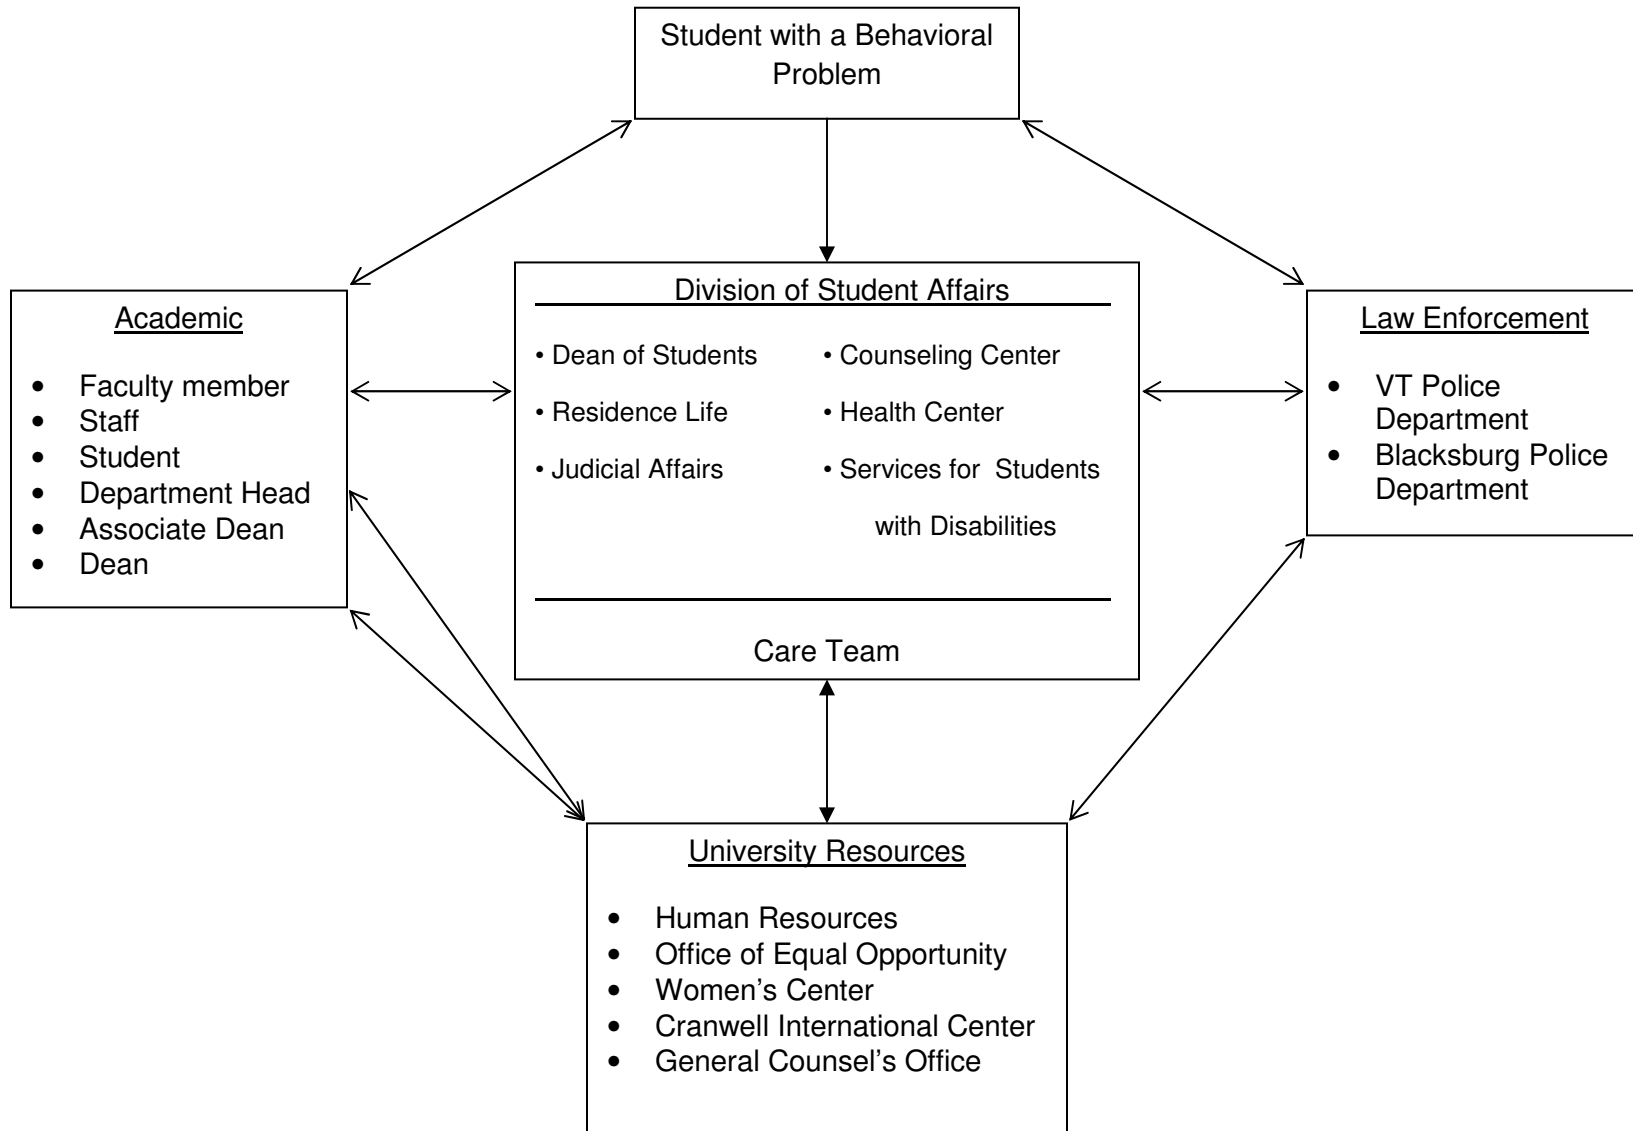 Student with a Behavioral
Problem
Academic
• Faculty member
• Staff
• Student
• Department Head
• Associate Dean
• Dean
Division of Student Affairs
• Dean of Students
• Residence Life
• Judicial Affairs
• Counseling Center
• Health Center
• Services for Students
with Disabilities
Care Team
Law Enforcement
• VT Police
Department
• Blacksburg Police
Department
University Resources
• Human Resources
• Office of Equal Opportunity
• Women’s Center
• Cranwell International Center
• General Counsel’s Office